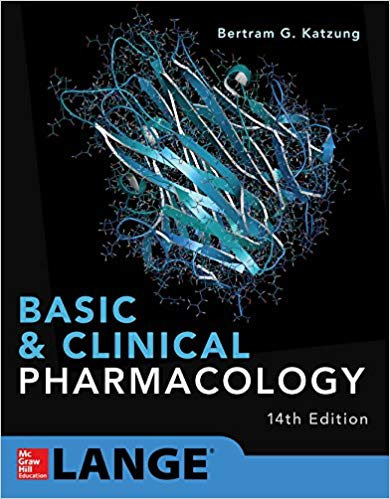 Bertram G. Katzung
BASIC
& CLINICAL
PHARMACOLOGY
14th Edition
Mc
Graw
Hill
Education
LANGE®